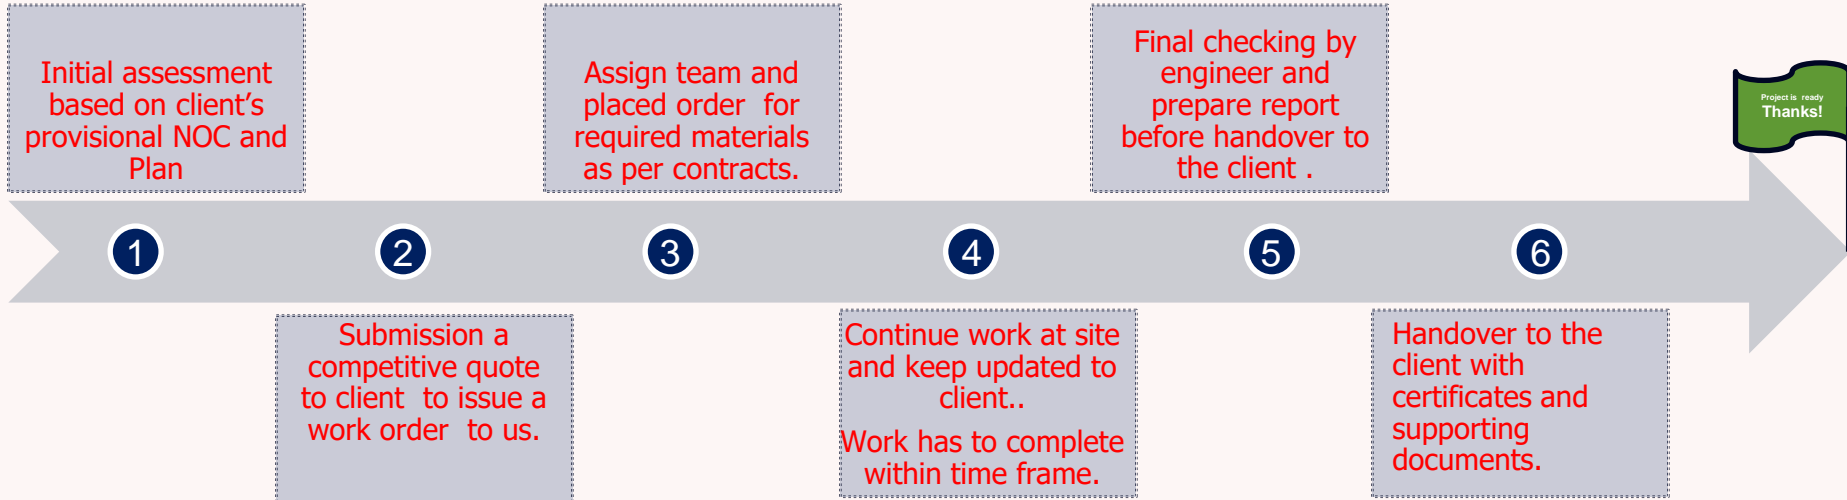 Initial assessment
based on client's
provisional NOC and
Plan
1
Submission a
competitive quote
to client to issue a
work order to us.
2
Assign team and
placed order for
required materials
as per contracts.
3
Continue work at site
and keep updated to
client..
Work has to complete
within time frame.
4
Final checking by
engineer and
prepare report
before handover to
the client .
5
Handover to the
client with
certificates and
supporting
documents.
6
Project is ready
Thanks!